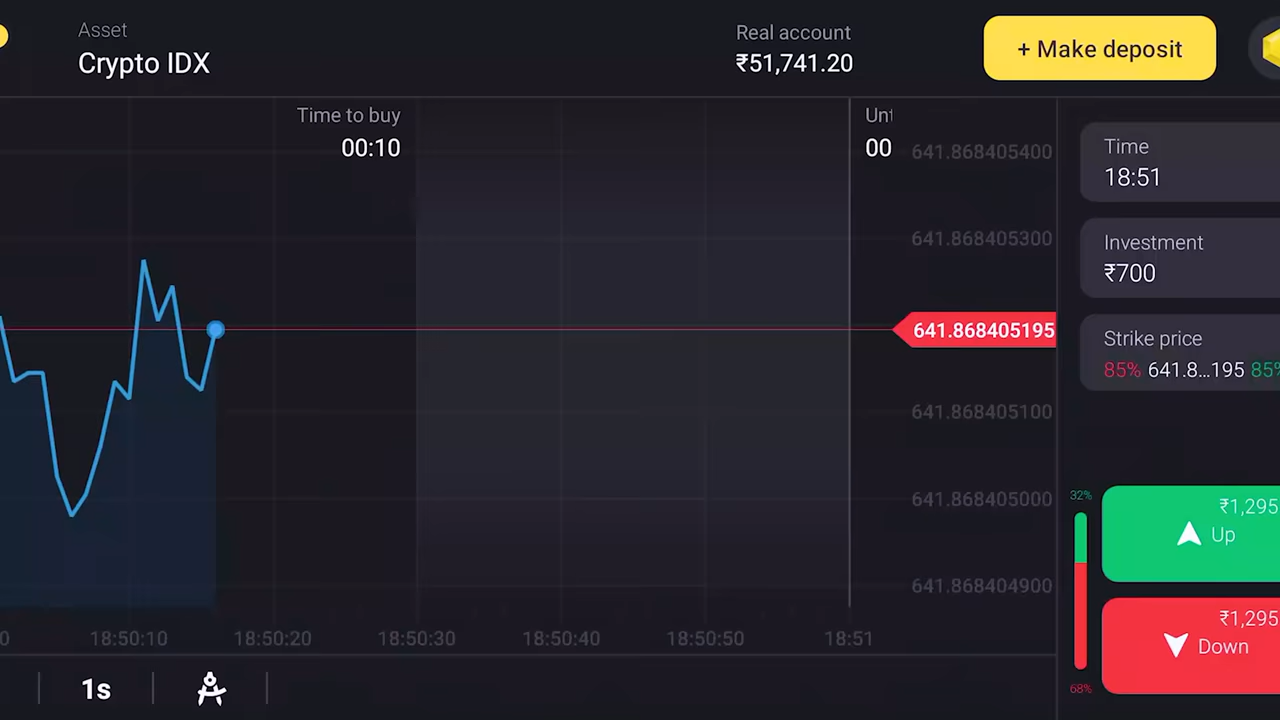 Asset
Crypto IDX
Real account
₹51,741.20
+ Make deposit
Time to buy
00:10
00
641.868405400
641.868405300
641.868405195
641.868405100
641.868405000
641.868404900
Time
18:51
Investment
₹700
Strike price
85% 641.8...195 85%
32%
₹1,295
Up
₹1,295
Down
68%
0 18:50:10 18:50:20 18:50:30 18:50:40 18:50:50 18:51
1s